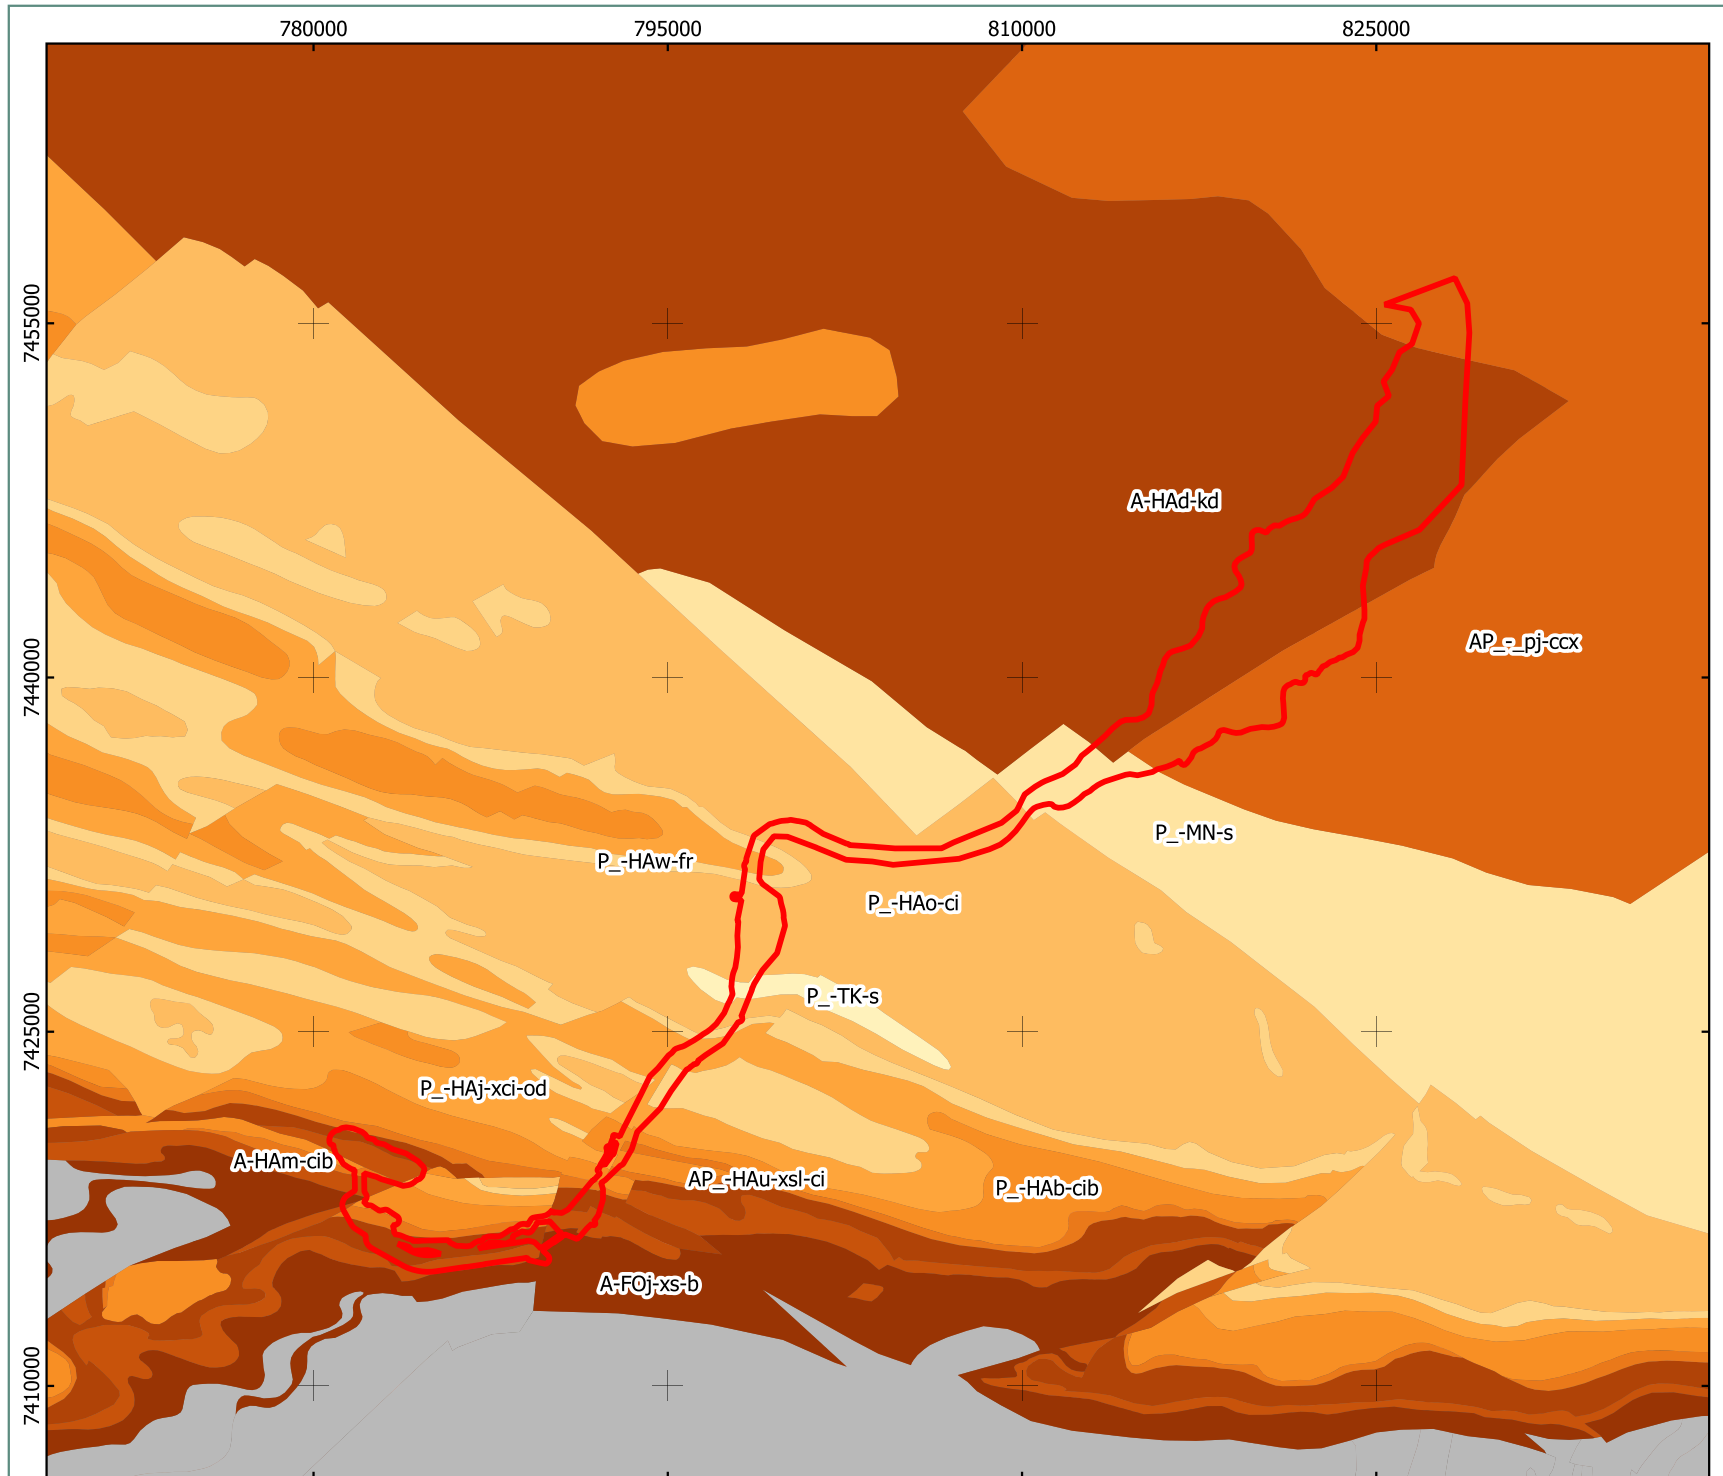 780000 795000 810000 825000
7455000
A-HAd-kd
7440000
AP_-_pj-ccx
P_-MN-s
P_-HAw-fr
P_-HAo-ci
P_-TK-s
7425000
P_-HAj-xci-od
A-HAm-cib
AP_-HAu-xsl-ci
P_-HAb-cib
A-FOj-xs-b
7410000